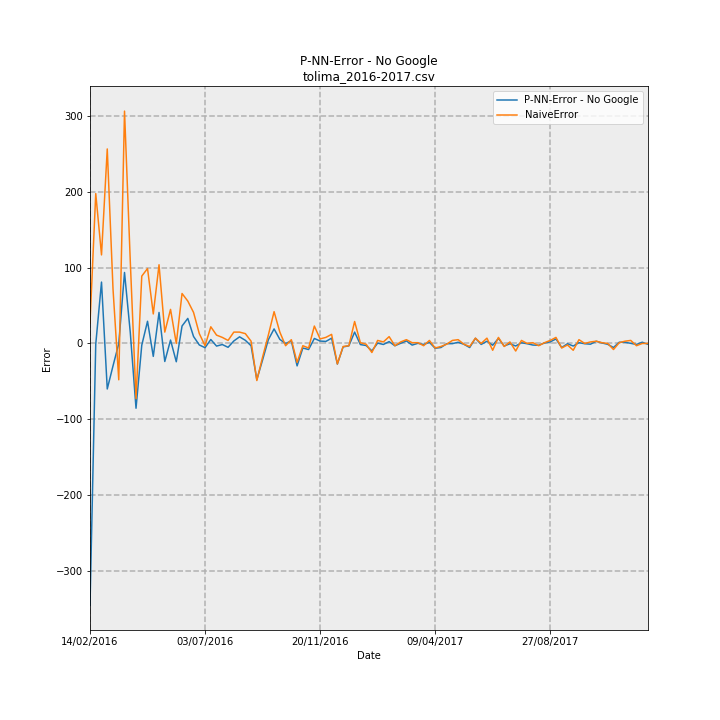 P-NN-Error - No Google
tolima_2016-2017.csv
P-NN-Error - No Google
NaiveError
300
200
100
0
−100
−200
−300
Error
14/02/2016
03/07/2016
20/11/2016
09/04/2017
27/08/2017
Date